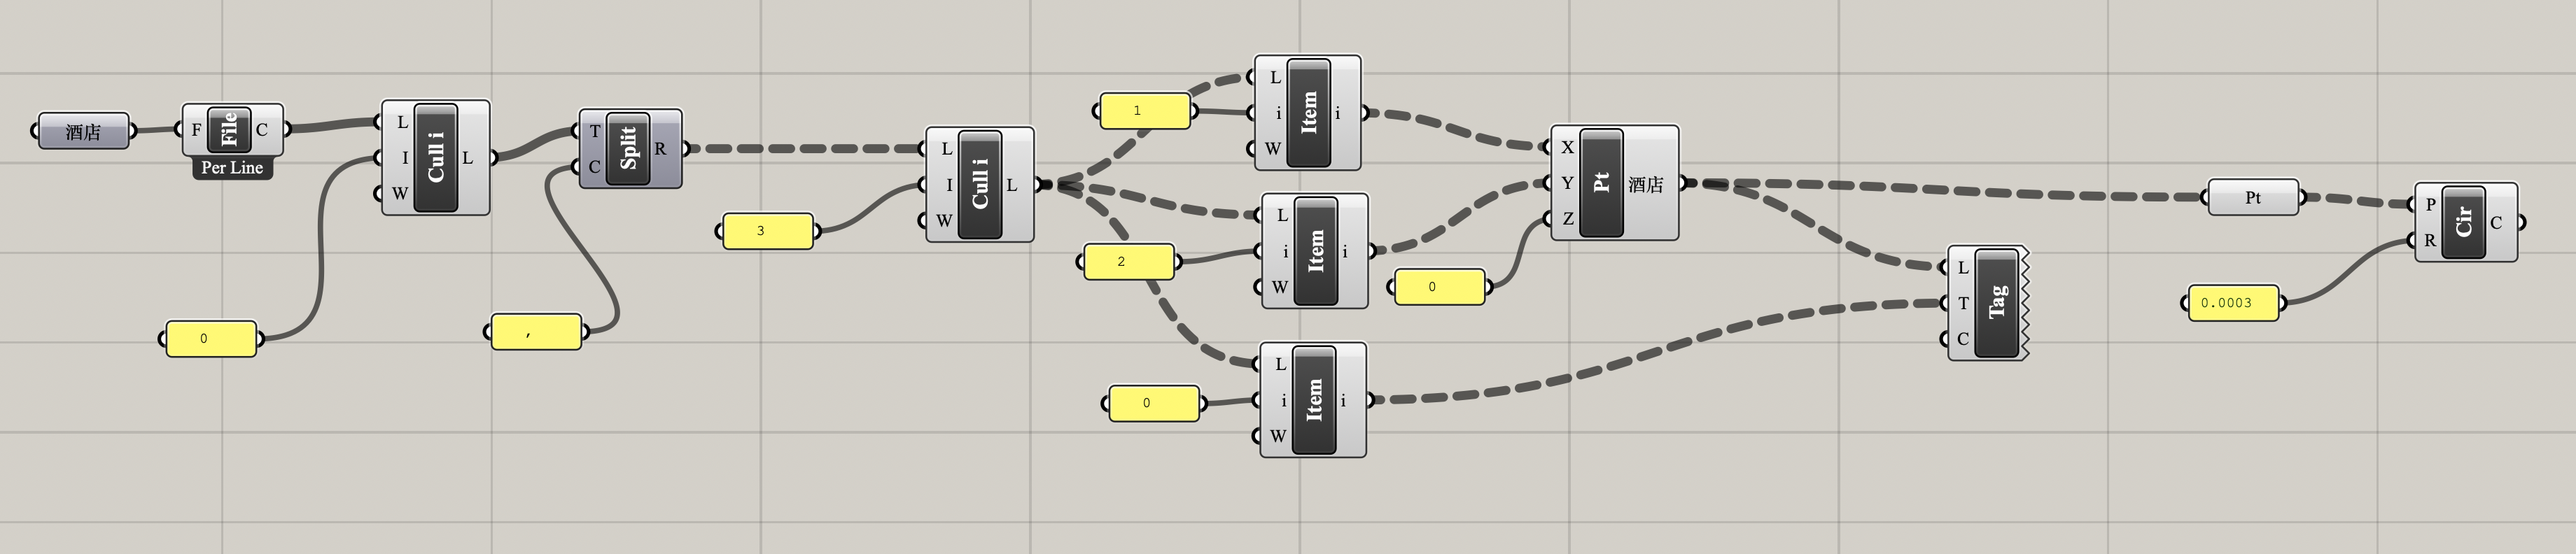 酒店
F File C
Per Line
0
L
I
W
Cull i
L
,
T
C
Split
R
3
L
I
W
Cull i
L
1
L
i
W
Item
i
2
L
i
W
Item
i
0
L
i
W
Item
i
0
X
Y
Z
Pt
酒店
L
T
C
Tag
Pt
0.0003
P
R
Cir
C